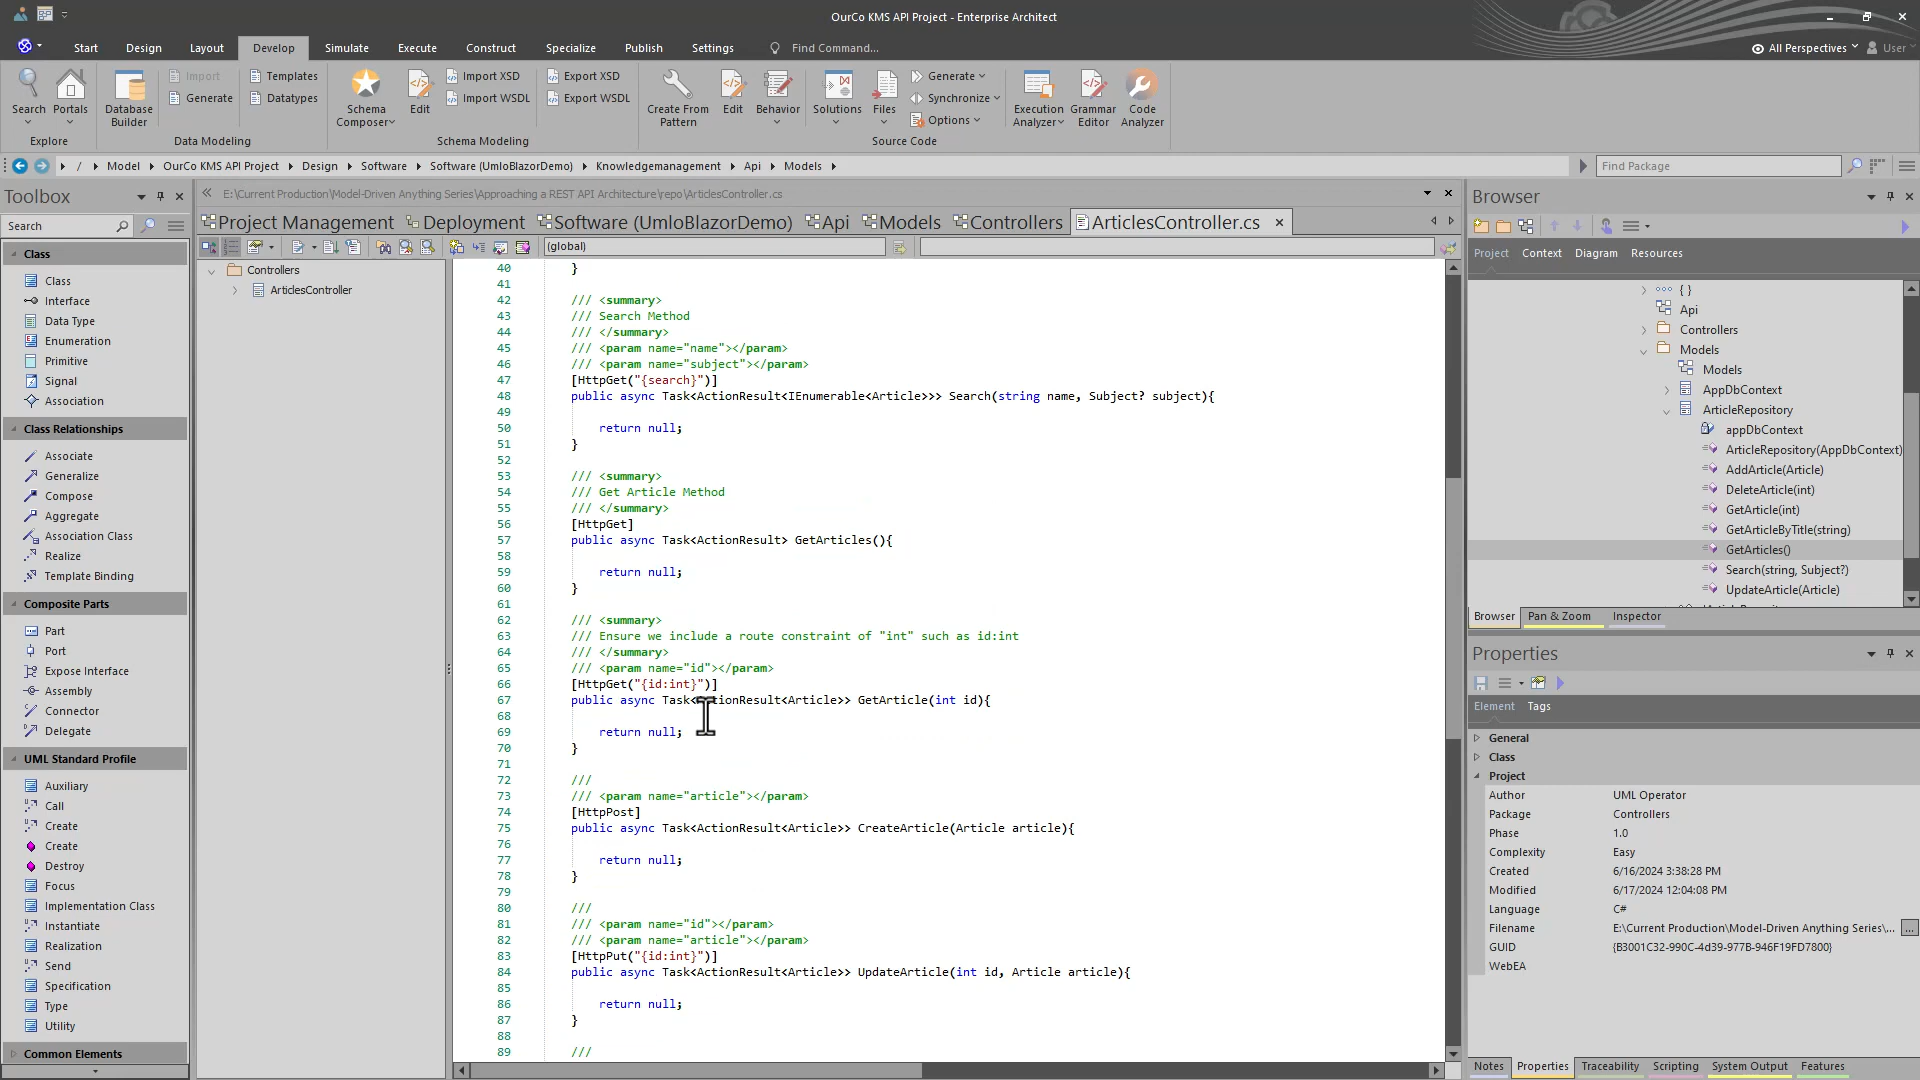 OurCo KMS API Project - Enterprise Architect
Start Design Layout Develop Simulate Execute Construct Specialize Publish Settings Find Command... All Perspectives User
Search Portals
Explore
Database Builder
Import
Generate
Templates
Datatypes
Data Modeling
Schema Composer
Edit
Import XSD
Import WSDL
Export XSD
Export WSDL
Schema Modeling
Create From Pattern
Edit
Behavior
Solutions
Files
Generate
Synchronize
Options
Execution Analyzer
Grammar Editor
Code Analyzer
Source Code
/ Model OurCo KMS API Project Design Software Software (UmloBlazorDemo) Knowledgemanagement Api Models Find Package
Toolbox
Search
Class
Class
Interface
Data Type
Enumeration
Primitive
Signal
Association
Class Relationships
Associate
Generalize
Compose
Aggregate
Association Class
Realize
Template Binding
Composite Parts
Part
Port
Expose Interface
Assembly
Connector
Delegate
UML Standard Profile
Auxiliary
Call
Create
Create
Destroy
Focus
Implementation Class
Instantiate
Realization
Send
Specification
Type
Utility
Common Elements
E:\Current Production\Model-Driven Anything Series\Approaching a REST API Architecture\repo\ArticlesController.cs
Project Management Deployment Software (UmloBlazorDemo) Api Models Controllers ArticlesController.cs
(global)
Controllers
ArticlesController
40 }
41
42 /// <summary>
43 /// Search Method
44 /// </summary>
45 /// <param name="name"></param>
46 /// <param name="subject"></param>
47 [HttpGet("{search}")]
48 public async Task<ActionResult<IEnumerable<Article>>> Search(string name, Subject? subject){
49
50 return null;
51 }
52
53 /// <summary>
54 /// Get Article Method
55 /// </summary>
56 [HttpGet]
57 public async Task<ActionResult> GetArticles(){
58
59 return null;
60 }
61
62 /// <summary>
63 /// Ensure we include a route constraint of "int" such as id:int
64 /// </summary>
65 /// <param name="id"></param>
66 [HttpGet("{id:int}")]
67 public async Task<ActionResult<Article>> GetArticle(int id){
68
69 return null;
70 }
71
72 ///
73 /// <param name="article"></param>
74 [HttpPost]
75 public async Task<ActionResult<Article>> CreateArticle(Article article){
76
77 return null;
78 }
79
80 ///
81 /// <param name="id"></param>
82 /// <param name="article"></param>
83 [HttpPut("{id:int}")]
84 public async Task<ActionResult<Article>> UpdateArticle(int id, Article article){
85
86 return null;
87 }
88
89 ///
Browser
Project Context Diagram Resources
{ }
Api
Controllers
Models
Models
AppDbContext
ArticleRepository
appDbContext
ArticleRepository(AppDbContext)
AddArticle(Article)
DeleteArticle(int)
GetArticle(int)
GetArticleByTitle(string)
GetArticles()
Search(string, Subject?)
UpdateArticle(Article)
Browser Pan & Zoom Inspector
Properties
Element Tags
General
Class
Project
Author UML Operator
Package Controllers
Phase 1.0
Complexity Easy
Created 6/16/2024 3:38:28 PM
Modified 6/17/2024 12:04:08 PM
Language C#
Filename E:\Current Production\Model-Driven Anything Series\... ...
GUID {B3001C32-990C-4d39-977B-946F19FD7800}
WebEA
Notes Properties Traceability Scripting System Output Features